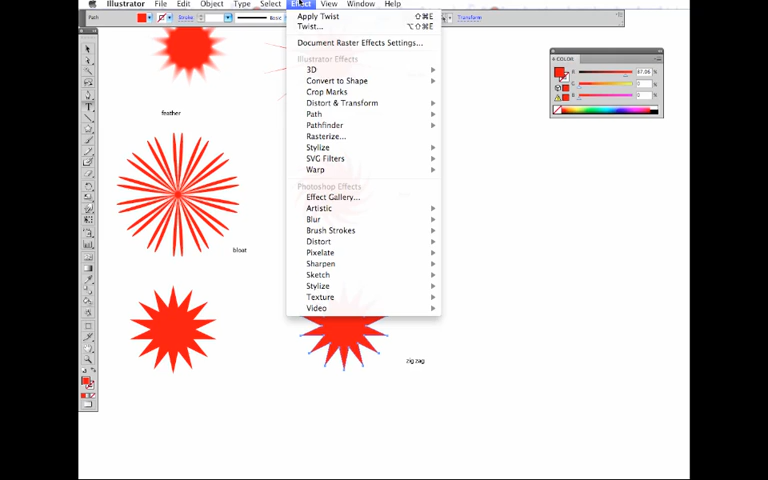 Illustrator File Edit Object Type Select Effect View Window Help
Path Stroke: Basic Transform
Apply Twist ⇧⌘E
Twist... ⌥⇧⌘E
Document Raster Effects Settings...
Illustrator Effects
3D
Convert to Shape
Crop Marks
Distort & Transform
Path
Pathfinder
Rasterize...
Stylize
SVG Filters
Warp
Photoshop Effects
Effect Gallery...
Artistic
Blur
Brush Strokes
Distort
Pixelate
Sharpen
Sketch
Stylize
Texture
Video
COLOR
feather
bloat
zig zag